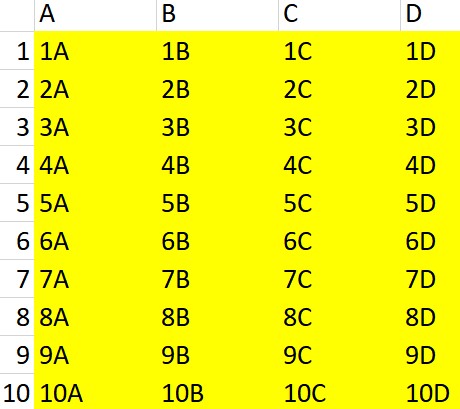 A B C D
1 1A 1B 1C 1D
2 2A 2B 2C 2D
3 3A 3B 3C 3D
4 4A 4B 4C 4D
5 5A 5B 5C 5D
6 6A 6B 6C 6D
7 7A 7B 7C 7D
8 8A 8B 8C 8D
9 9A 9B 9C 9D
10 10A 10B 10C 10D